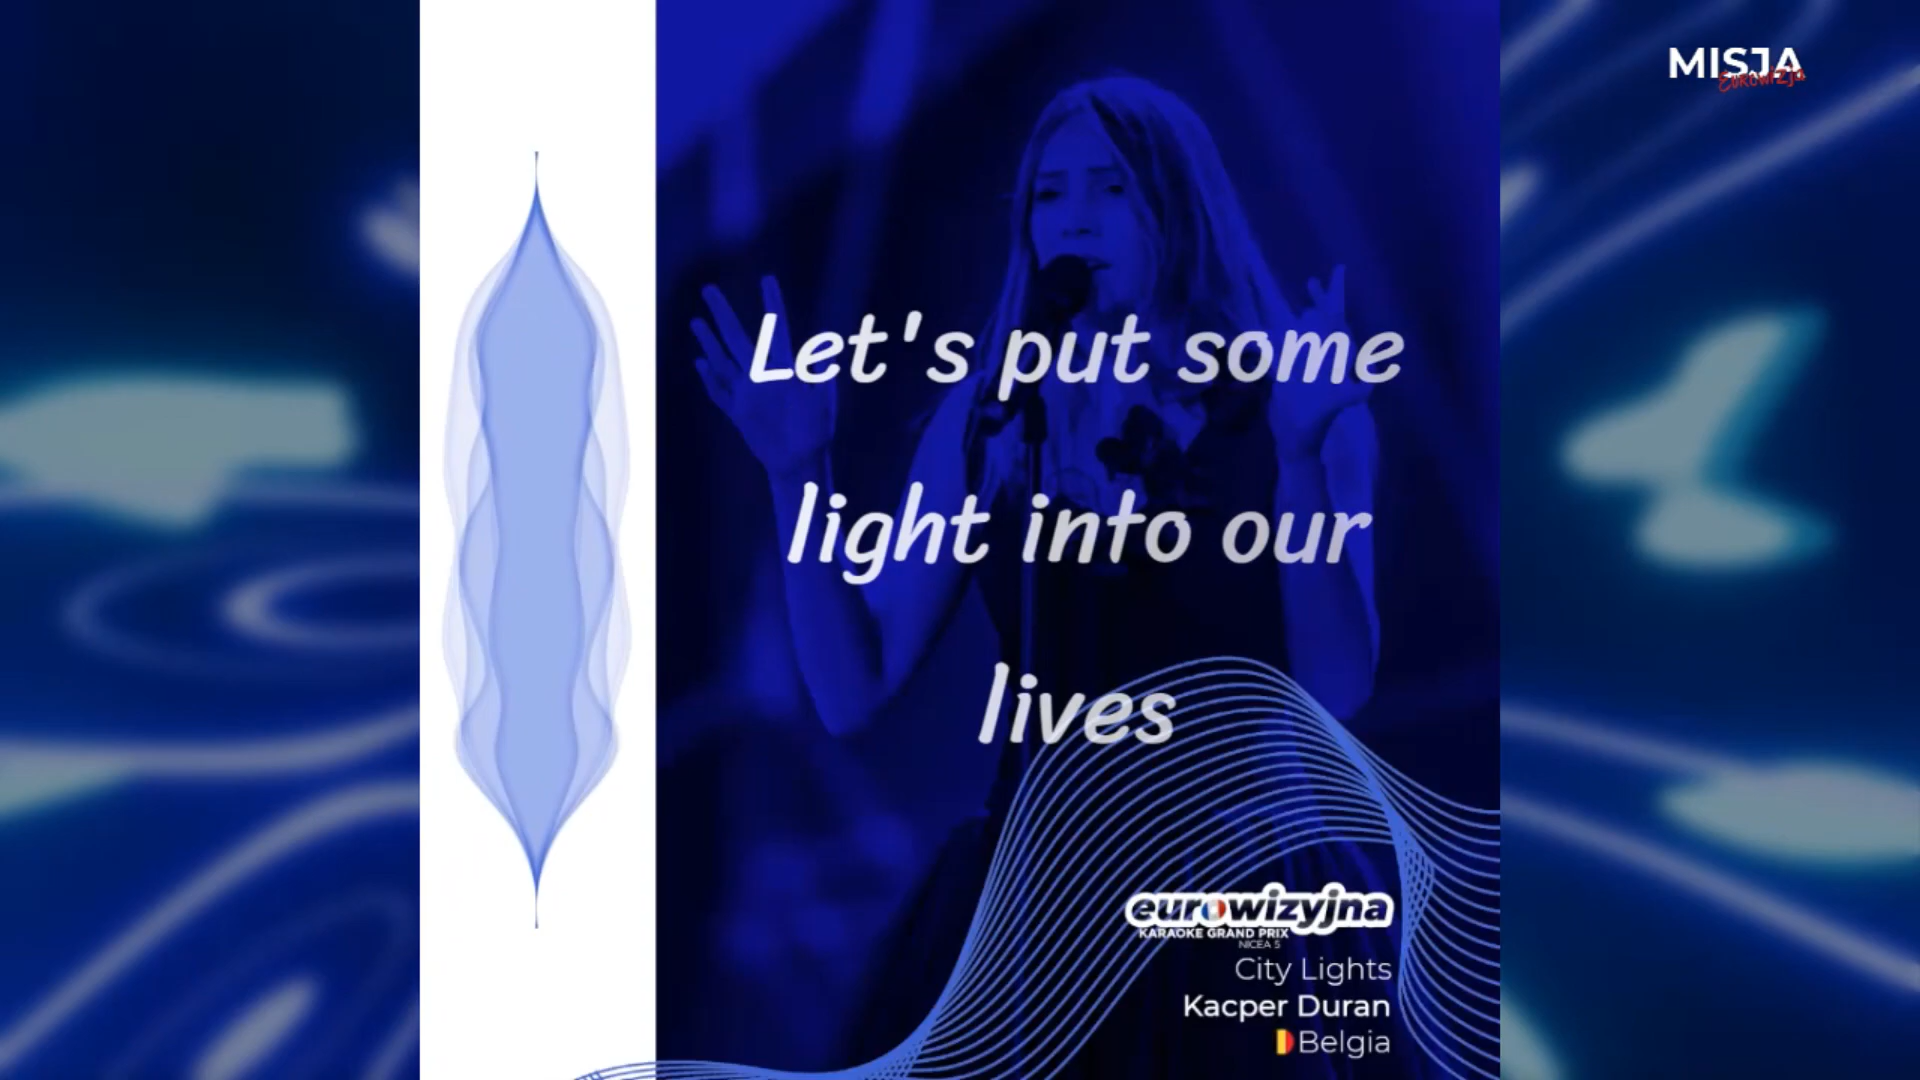 MISJA
Eurowizja
Let's put some
light into our
lives
eurowizyjna
KARAOKE GRAND PRIX
NICEA 5
City Lights
Kacper Duran
Belgia